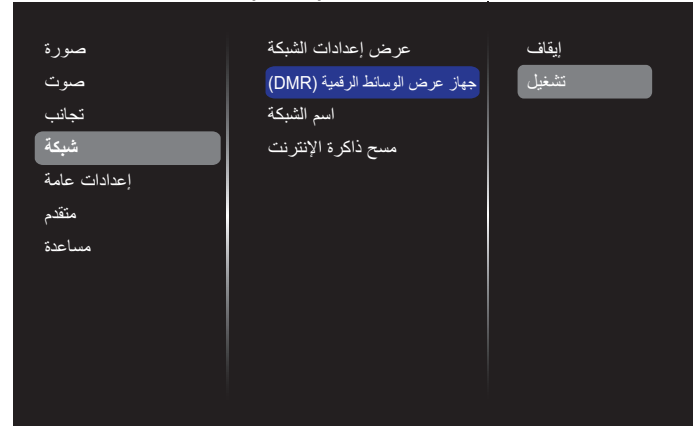 صورة
صوت
تجانب
شبكة
إعدادات عامة
متقدم
مساعدة
عرض إعدادات الشبكة
جهاز عرض الوسائط الرقمية (DMR)
اسم الشبكة
مسح ذاكرة الإنترنت
إيقاف
تشغيل